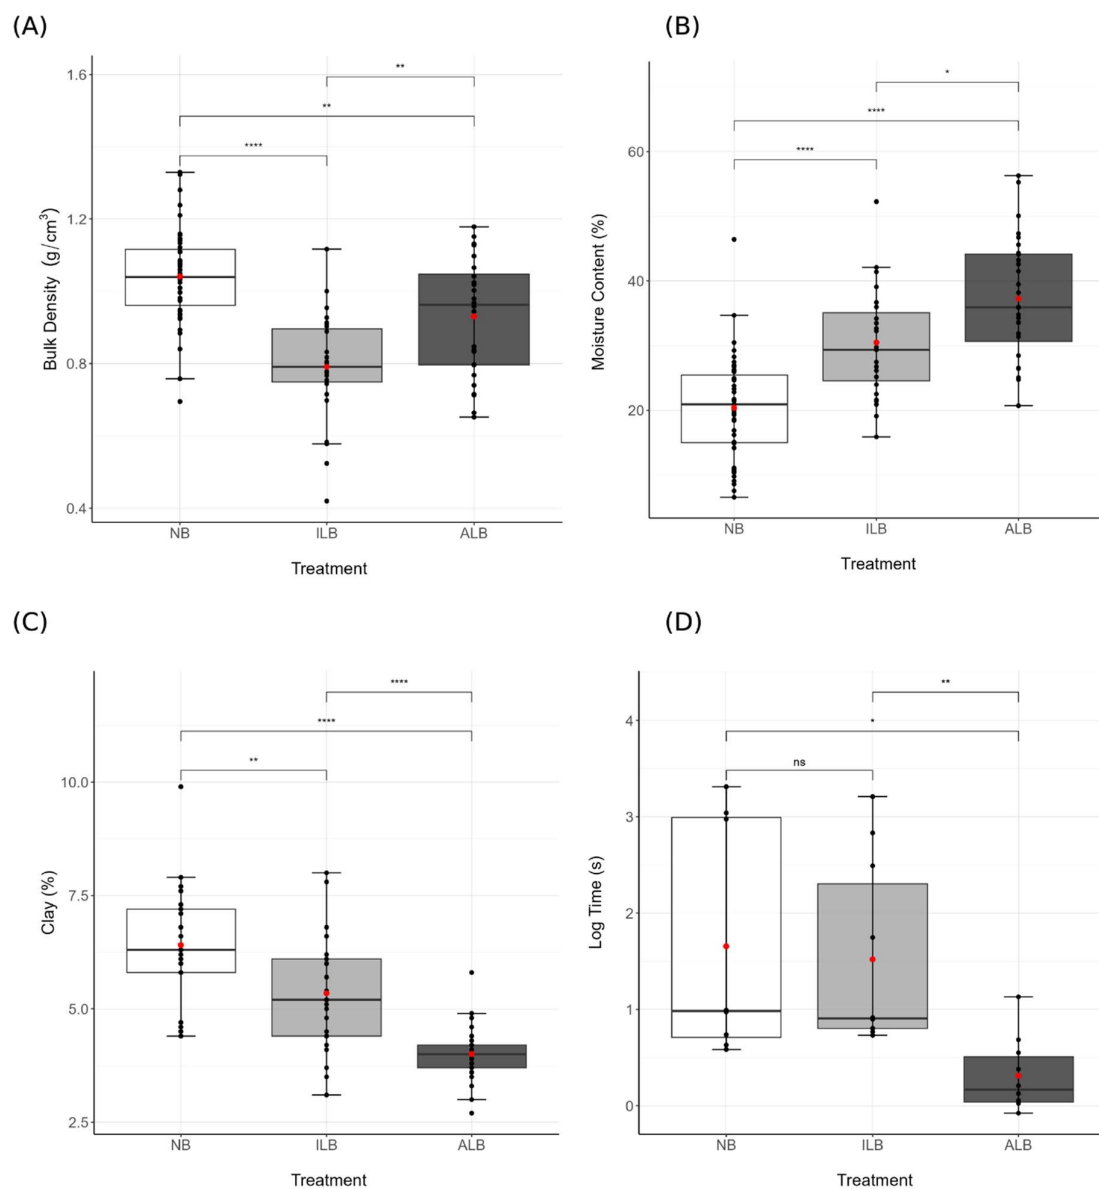 (A)
(B)
Bulk Density (g/cm³)
1.6
1.2
0.8
0.4
**
**
****
NB ILB ALB
Treatment
Moisture Content (%)
60
40
20
*
****
****
NB ILB ALB
Treatment
(C)
(D)
Clay (%)
10.0
7.5
5.0
2.5
****
****
**
NB ILB ALB
Treatment
Log Time (s)
4
3
2
1
0
**
*
ns
NB ILB ALB
Treatment